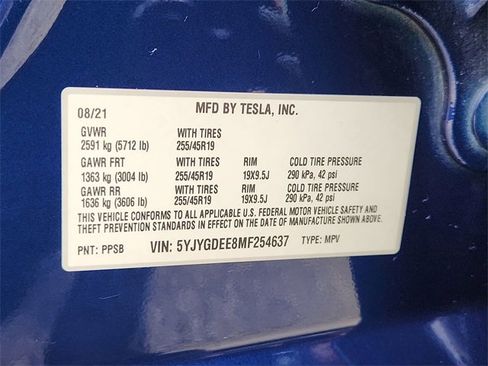 08/21 MFD BY TESLA, INC.
GVWR WITH TIRES
2591 kg (5712 lb) 255/45R19
GAWR FRT WITH TIRES RIM COLD TIRE PRESSURE
1363 kg (3004 lb) 255/45R19 19X9.5J 290 kPa, 42 psi
GAWR RR WITH TIRES RIM COLD TIRE PRESSURE
1636 kg (3606 lb) 255/45R19 19X9.5J 290 kPa, 42 psi
THIS VEHICLE CONFORMS TO ALL APPLICABLE U.S. FEDERAL MOTOR VEHICLE SAFETY AND
THEFT PREVENTION STANDARDS IN EFFECT ON THE DATE OF MANUFACTURE SHOWN ABOVE.
PNT: PPSB VIN: 5YJYGDEE8MF254637 TYPE: MPV